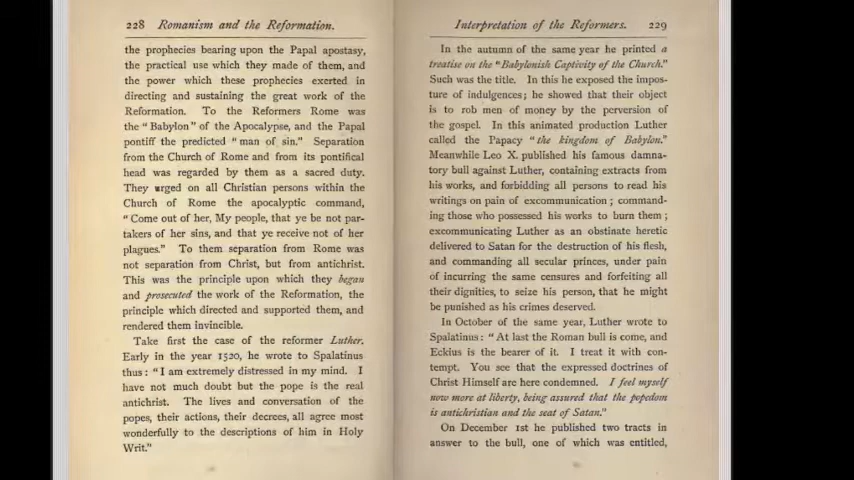 228 Romanism and the Reformation.
the prophecies bearing upon the Papal apostasy,
the practical use which they made of them, and
the power which these prophecies exerted in
directing and sustaining the great work of the
Reformation. To the Reformers Rome was
the "Babylon" of the Apocalypse, and the Papal
pontiff the predicted "man of sin." Separation
from the Church of Rome and from its pontifical
head was regarded by them as a sacred duty.
They urged on all Christian persons within the
Church of Rome the apocalyptic command,
"Come out of her, My people, that ye be not par-
takers of her sins, and that ye receive not of her
plagues." To them separation from Rome was
not separation from Christ, but from antichrist.
This was the principle upon which they began
and prosecuted the work of the Reformation, the
principle which directed and supported them, and
rendered them invincible.
Take first the case of the reformer Luther.
Early in the year 1520, he wrote to Spalatinus
thus: "I am extremely distressed in my mind. I
have not much doubt but the pope is the real
antichrist. The lives and conversation of the
popes, their actions, their decrees, all agree most
wonderfully to the descriptions of him in Holy
Writ."
Interpretation of the Reformers. 229
In the autumn of the same year he printed a
treatise on the "Babylonish Captivity of the Church."
Such was the title. In this he exposed the impos-
ture of indulgences; he showed that their object
is to rob men of money by the perversion of
the gospel. In this animated production Luther
called the Papacy "the kingdom of Babylon."
Meanwhile Leo X. published his famous damna-
tory bull against Luther, containing extracts from
his works, and forbidding all persons to read his
writings on pain of excommunication; command-
ing those who possessed his works to burn them;
excommunicating Luther as an obstinate heretic
delivered to Satan for the destruction of his flesh,
and commanding all secular princes, under pain
of incurring the same censures and forfeiting all
their dignities, to seize his person, that he might
be punished as his crimes deserved.
In October of the same year, Luther wrote to
Spalatinus: "At last the Roman bull is come, and
Eckius is the bearer of it. I treat it with con-
tempt. You see that the expressed doctrines of
Christ Himself are here condemned. I feel myself
now more at liberty, being assured that the popedom
is antichristian and the seat of Satan."
On December 1st he published two tracts in
answer to the bull, one of which was entitled,